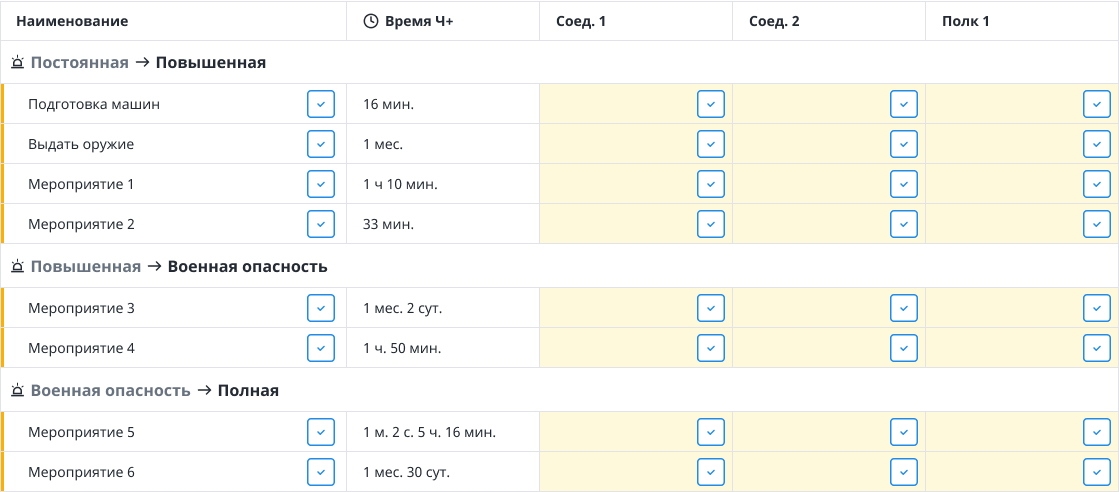 Наименование Время Ч+ Соед. 1 Соед. 2 Полк 1
Постоянная → Повышенная
Подготовка машин 16 мин.
Выдать оружие 1 мес.
Мероприятие 1 1 ч 10 мин.
Мероприятие 2 33 мин.
Повышенная → Военная опасность
Мероприятие 3 1 мес. 2 сут.
Мероприятие 4 1 ч. 50 мин.
Военная опасность → Полная
Мероприятие 5 1 м. 2 с. 5 ч. 16 мин.
Мероприятие 6 1 мес. 30 сут.